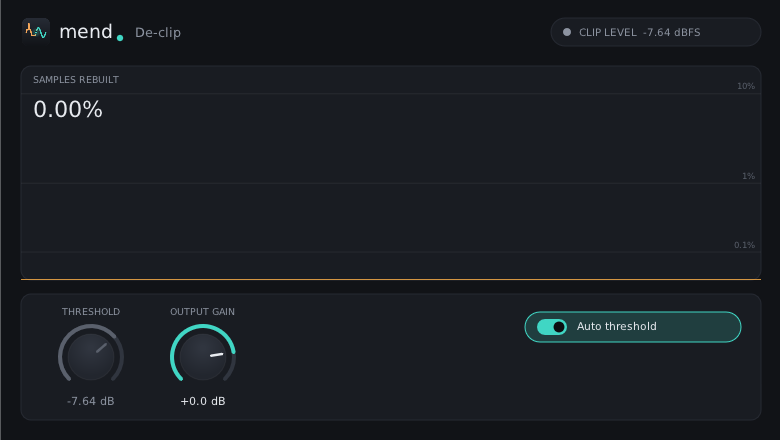 mend. De-clip
CLIP LEVEL -7.64 dBFS
SAMPLES REBUILT
10%
0.00%
1%
0.1%
THRESHOLD
OUTPUT GAIN
Auto threshold
-7.64 dB
+0.0 dB